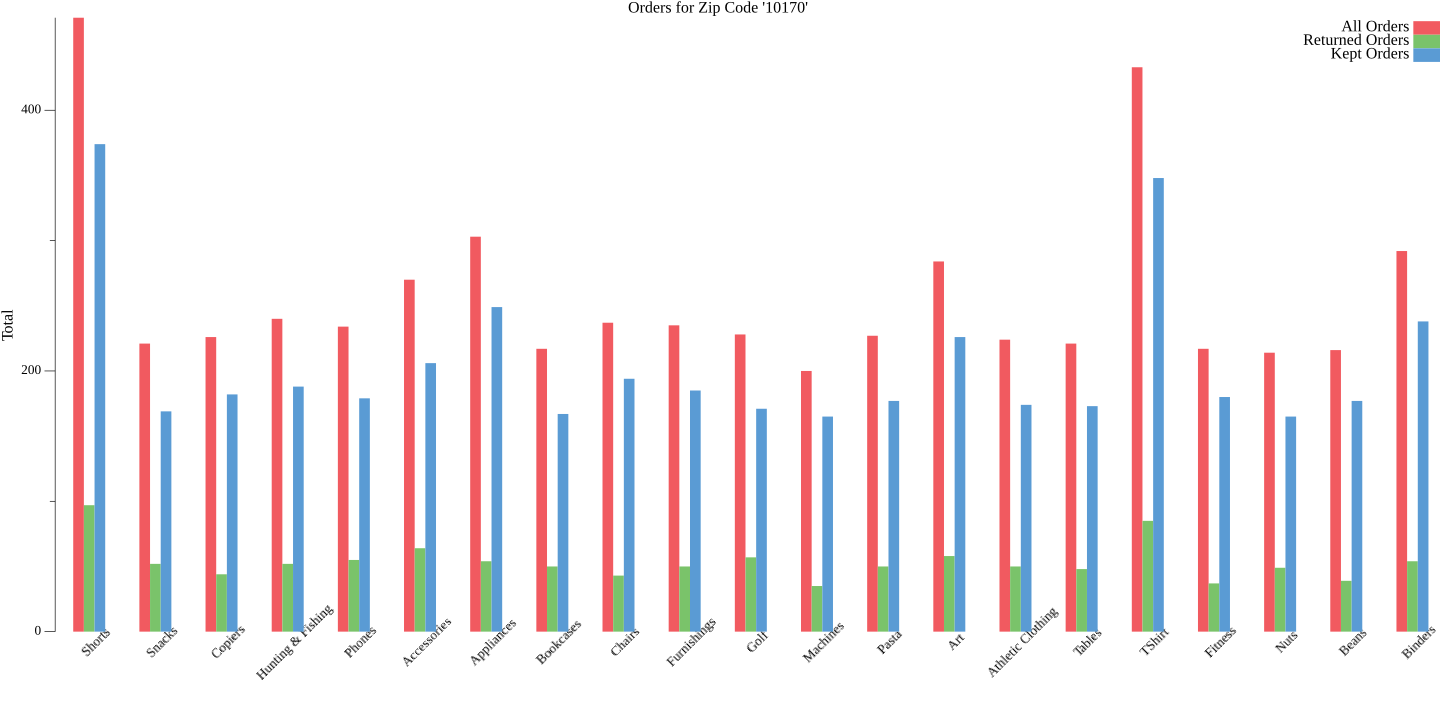 Orders for Zip Code '10170'
All Orders
Returned Orders
Kept Orders
Total
400
200
0
Shorts
Snacks
Copiers
Hunting & Fishing
Phones
Accessories
Appliances
Bookcases
Chairs
Furnishings
Golf
Machines
Pasta
Art
Athletic Clothing
Tables
TShirt
Fitness
Nuts
Beans
Binders